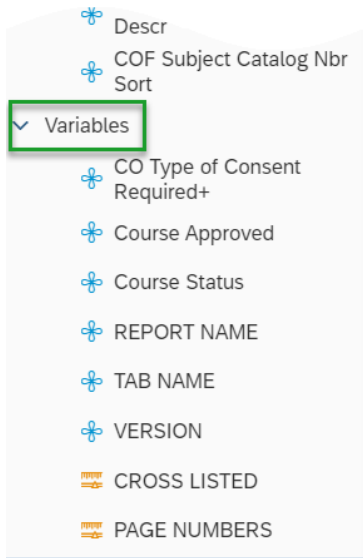 Descr
COF Subject Catalog Nbr
Sort
Variables
CO Type of Consent
Required+
Course Approved
Course Status
REPORT NAME
TAB NAME
VERSION
CROSS LISTED
PAGE NUMBERS